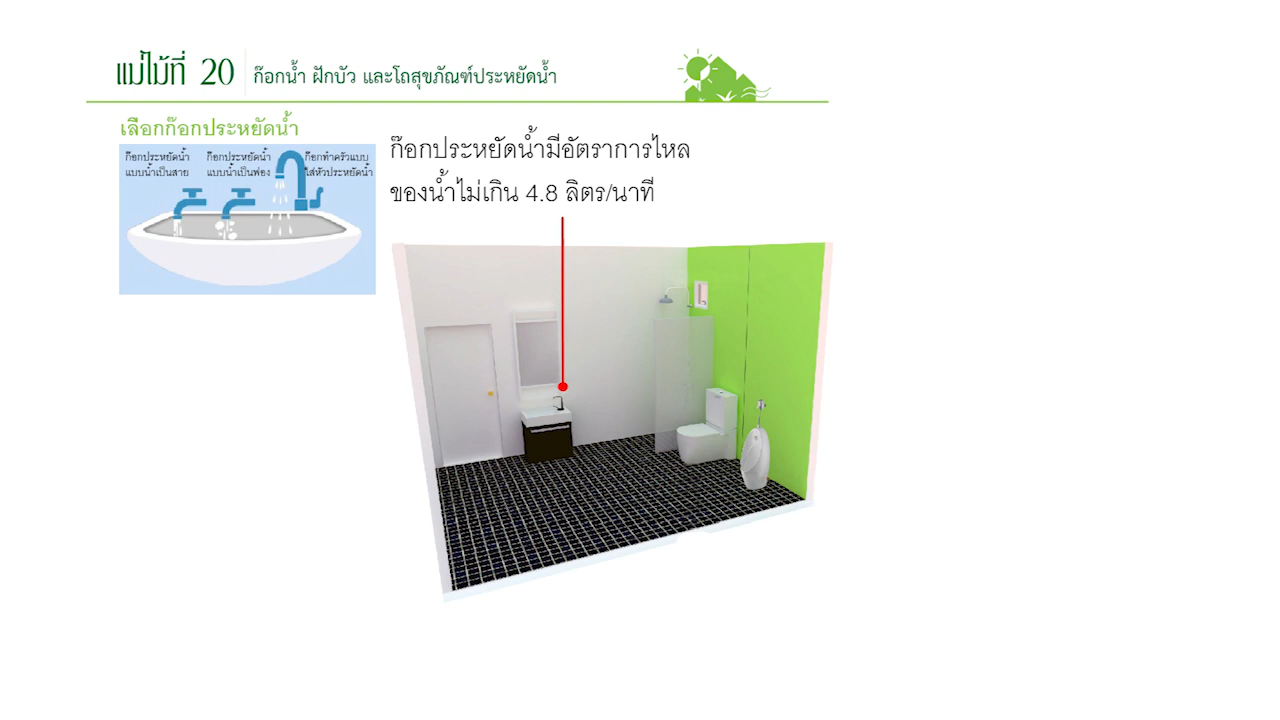 แม่ไม้ที่ 20
ก๊อกน้ำ ฝักบัว และโถสุขภัณฑ์ประหยัดน้ำ
เลือกก๊อกประหยัดน้ำ
ก๊อกประหยัดน้ำ
แบบน้ำเป็นสาย
ก๊อกประหยัดน้ำ
แบบน้ำเป็นฟอง
ก๊อกทำครัวแบบ
ใส่หัวประหยัดน้ำ
ก๊อกประหยัดน้ำมีอัตราการไหล
ของน้ำไม่เกิน 4.8 ลิตร/นาที